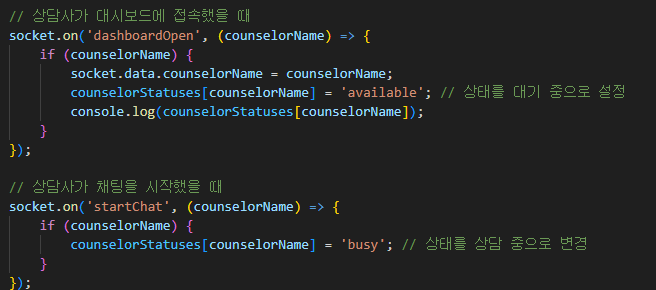 // 상담사가 대시보드에 접속했을 때
socket.on('dashboardOpen', (counselorName) => {
    if (counselorName) {
        socket.data.counselorName = counselorName;
        counselorStatuses[counselorName] = 'available'; // 상태를 대기 중으로 설정
        console.log(counselorStatuses[counselorName]);
    }
});

// 상담사가 채팅을 시작했을 때
socket.on('startChat', (counselorName) => {
    if (counselorName) {
        counselorStatuses[counselorName] = 'busy'; // 상태를 상담 중으로 변경
    }
});